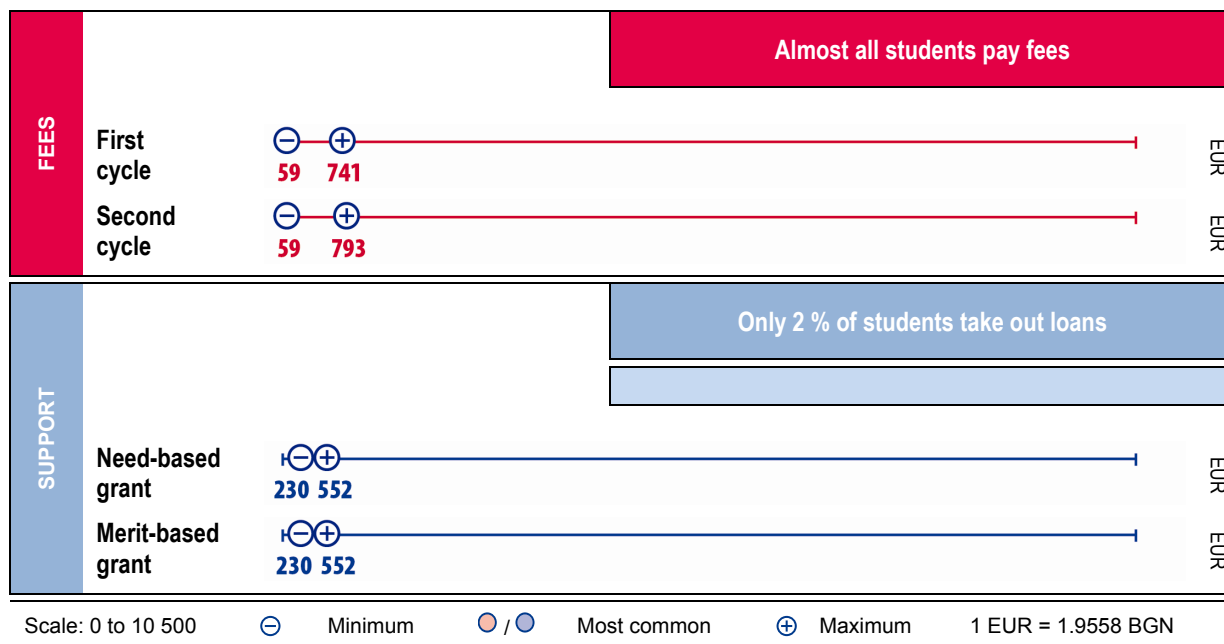 Almost all students pay fees
FEES
First
cycle
59 741
EUR
Second
cycle
59 793
EUR
Only 2 % of students take out loans
SUPPORT
Need-based
grant
230 552
EUR
Merit-based
grant
230 552
EUR
Scale: 0 to 10 500 Minimum / Most common Maximum 1 EUR = 1.9558 BGN